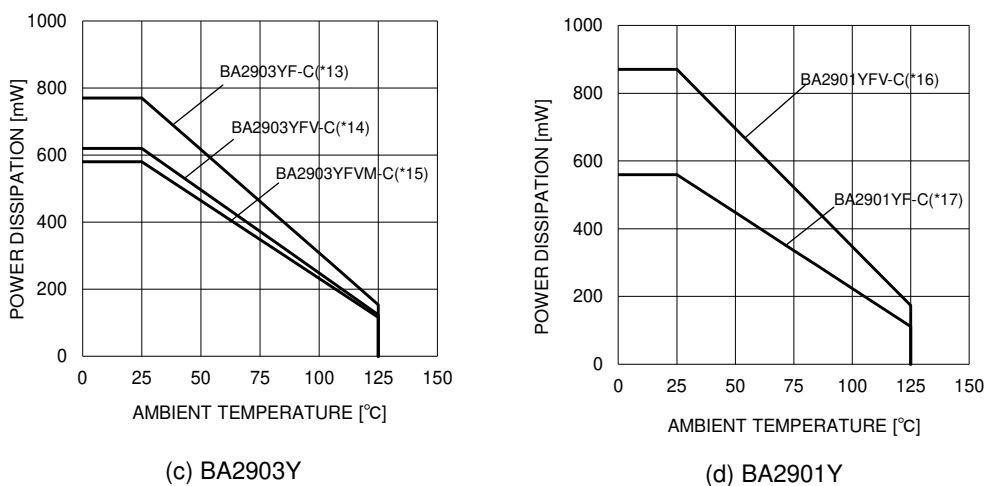 1000
800
600
400
200
0
POWER DISSIPATION [mW]
BA2903YF-C(*13)
BA2903YFV-C(*14)
BA2903YFVM-C(*15)
0 25 50 75 100 125 150
AMBIENT TEMPERATURE [℃]
(c) BA2903Y
1000
800
600
400
200
0
POWER DISSIPATION [mW]
BA2901YFV-C(*16)
BA2901YF-C(*17)
0 25 50 75 100 125 150
AMBIENT TEMPERATURE [℃]
(d) BA2901Y